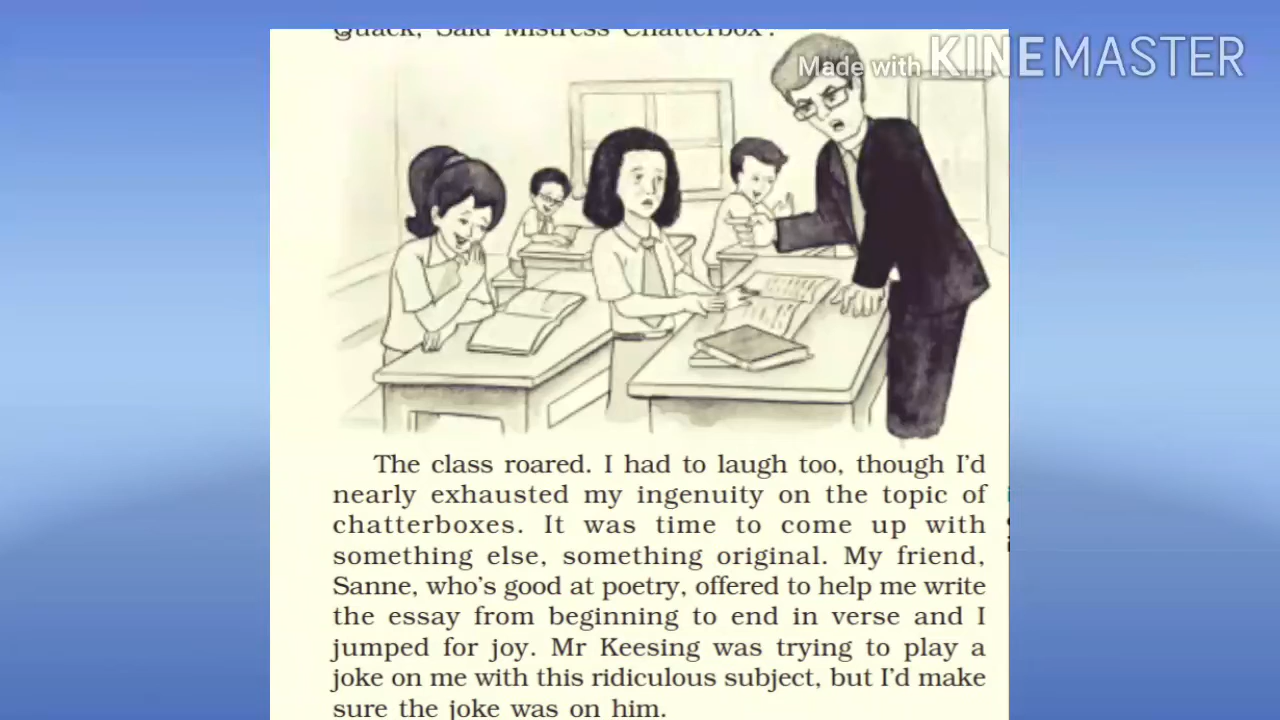 Quack, Said Mistress Chatterbox'.
Made with KINEMASTER
The class roared. I had to laugh too, though I'd
nearly exhausted my ingenuity on the topic of
chatterboxes. It was time to come up with
something else, something original. My friend,
Sanne, who's good at poetry, offered to help me write
the essay from beginning to end in verse and I
jumped for joy. Mr Keesing was trying to play a
joke on me with this ridiculous subject, but I'd make
sure the joke was on him.